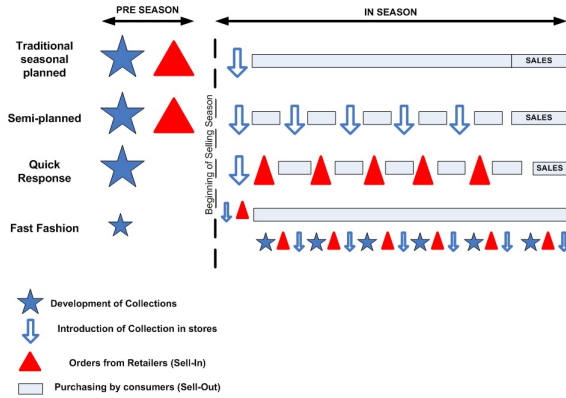 PRE SEASON
IN SEASON
Traditional
seasonal
planned
SALES
Semi-planned
SALES
Quick
Response
SALES
Fast Fashion
Beginning of Selling Season
Development of Collections
Introduction of Collection in stores
Orders from Retailers (Sell-In)
Purchasing by consumers (Sell-Out)